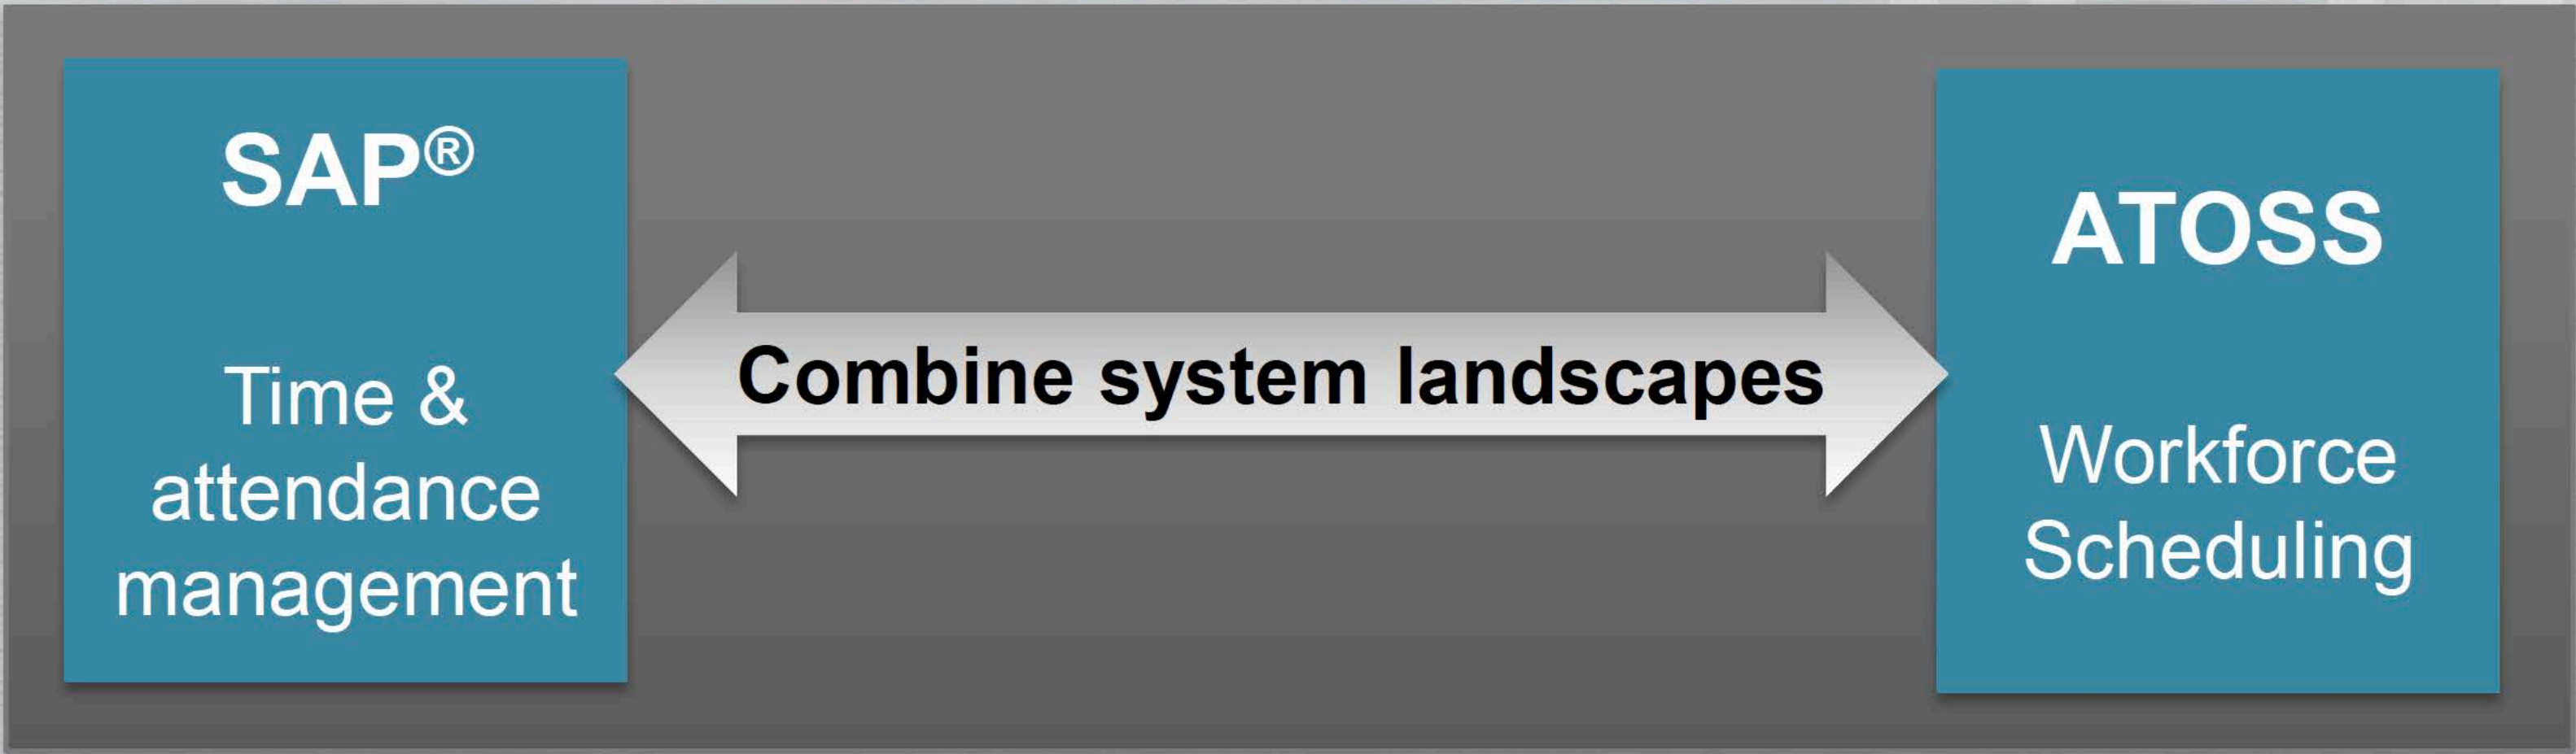 SAP®
Time &
attendance
management
Combine system landscapes
ATOSS
Workforce
Scheduling